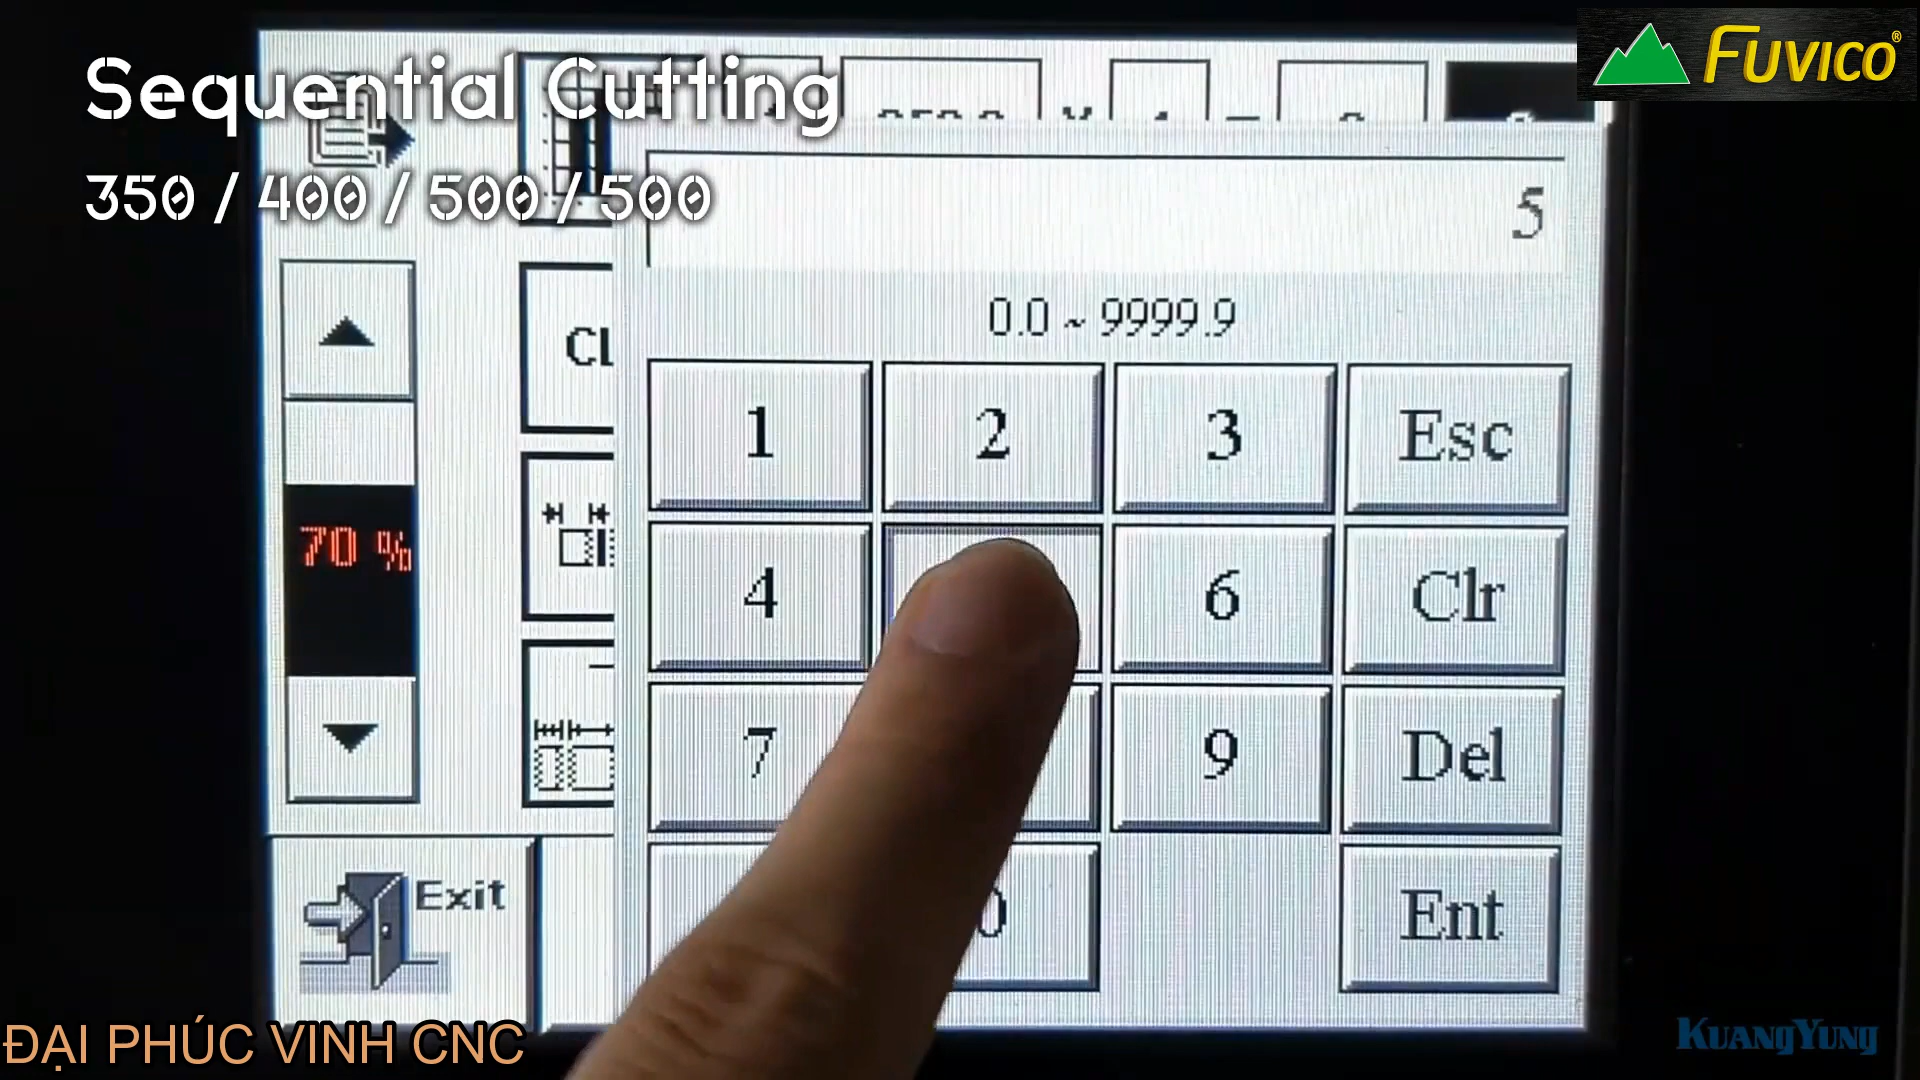 Sequential Cutting
350 / 400 / 500 / 500
FUVICO®
5
0.0 ~ 9999.9
1 2 3 Esc
4 6 Clr
7 9 Del
0 Ent
70 %
Exit
ĐẠI PHÚC VINH CNC
KUANGYUNG